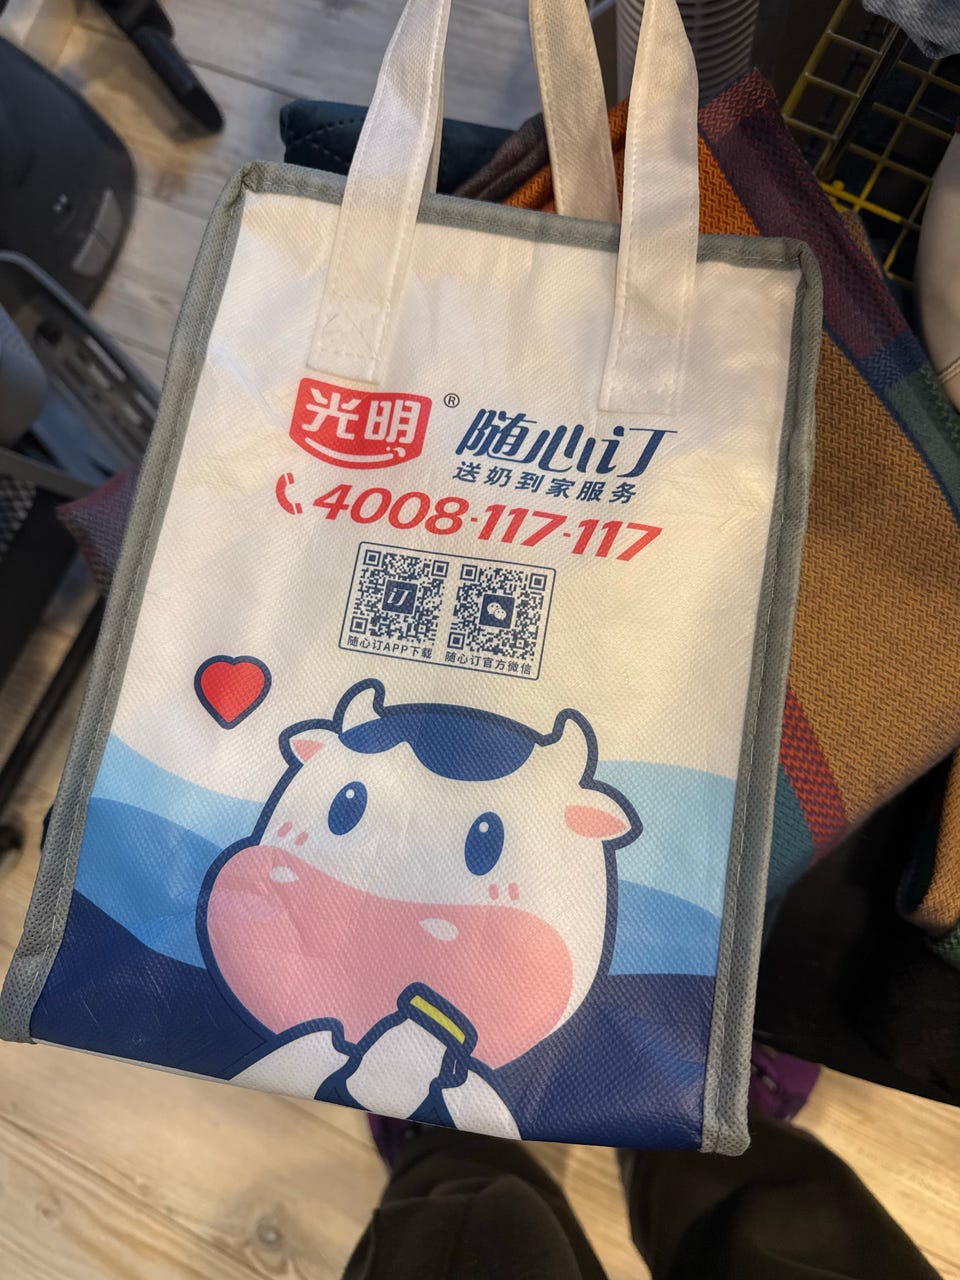 光明®
随心订
送奶到家服务
4008-117-117
订
随心订APP下载
随心订官方微信